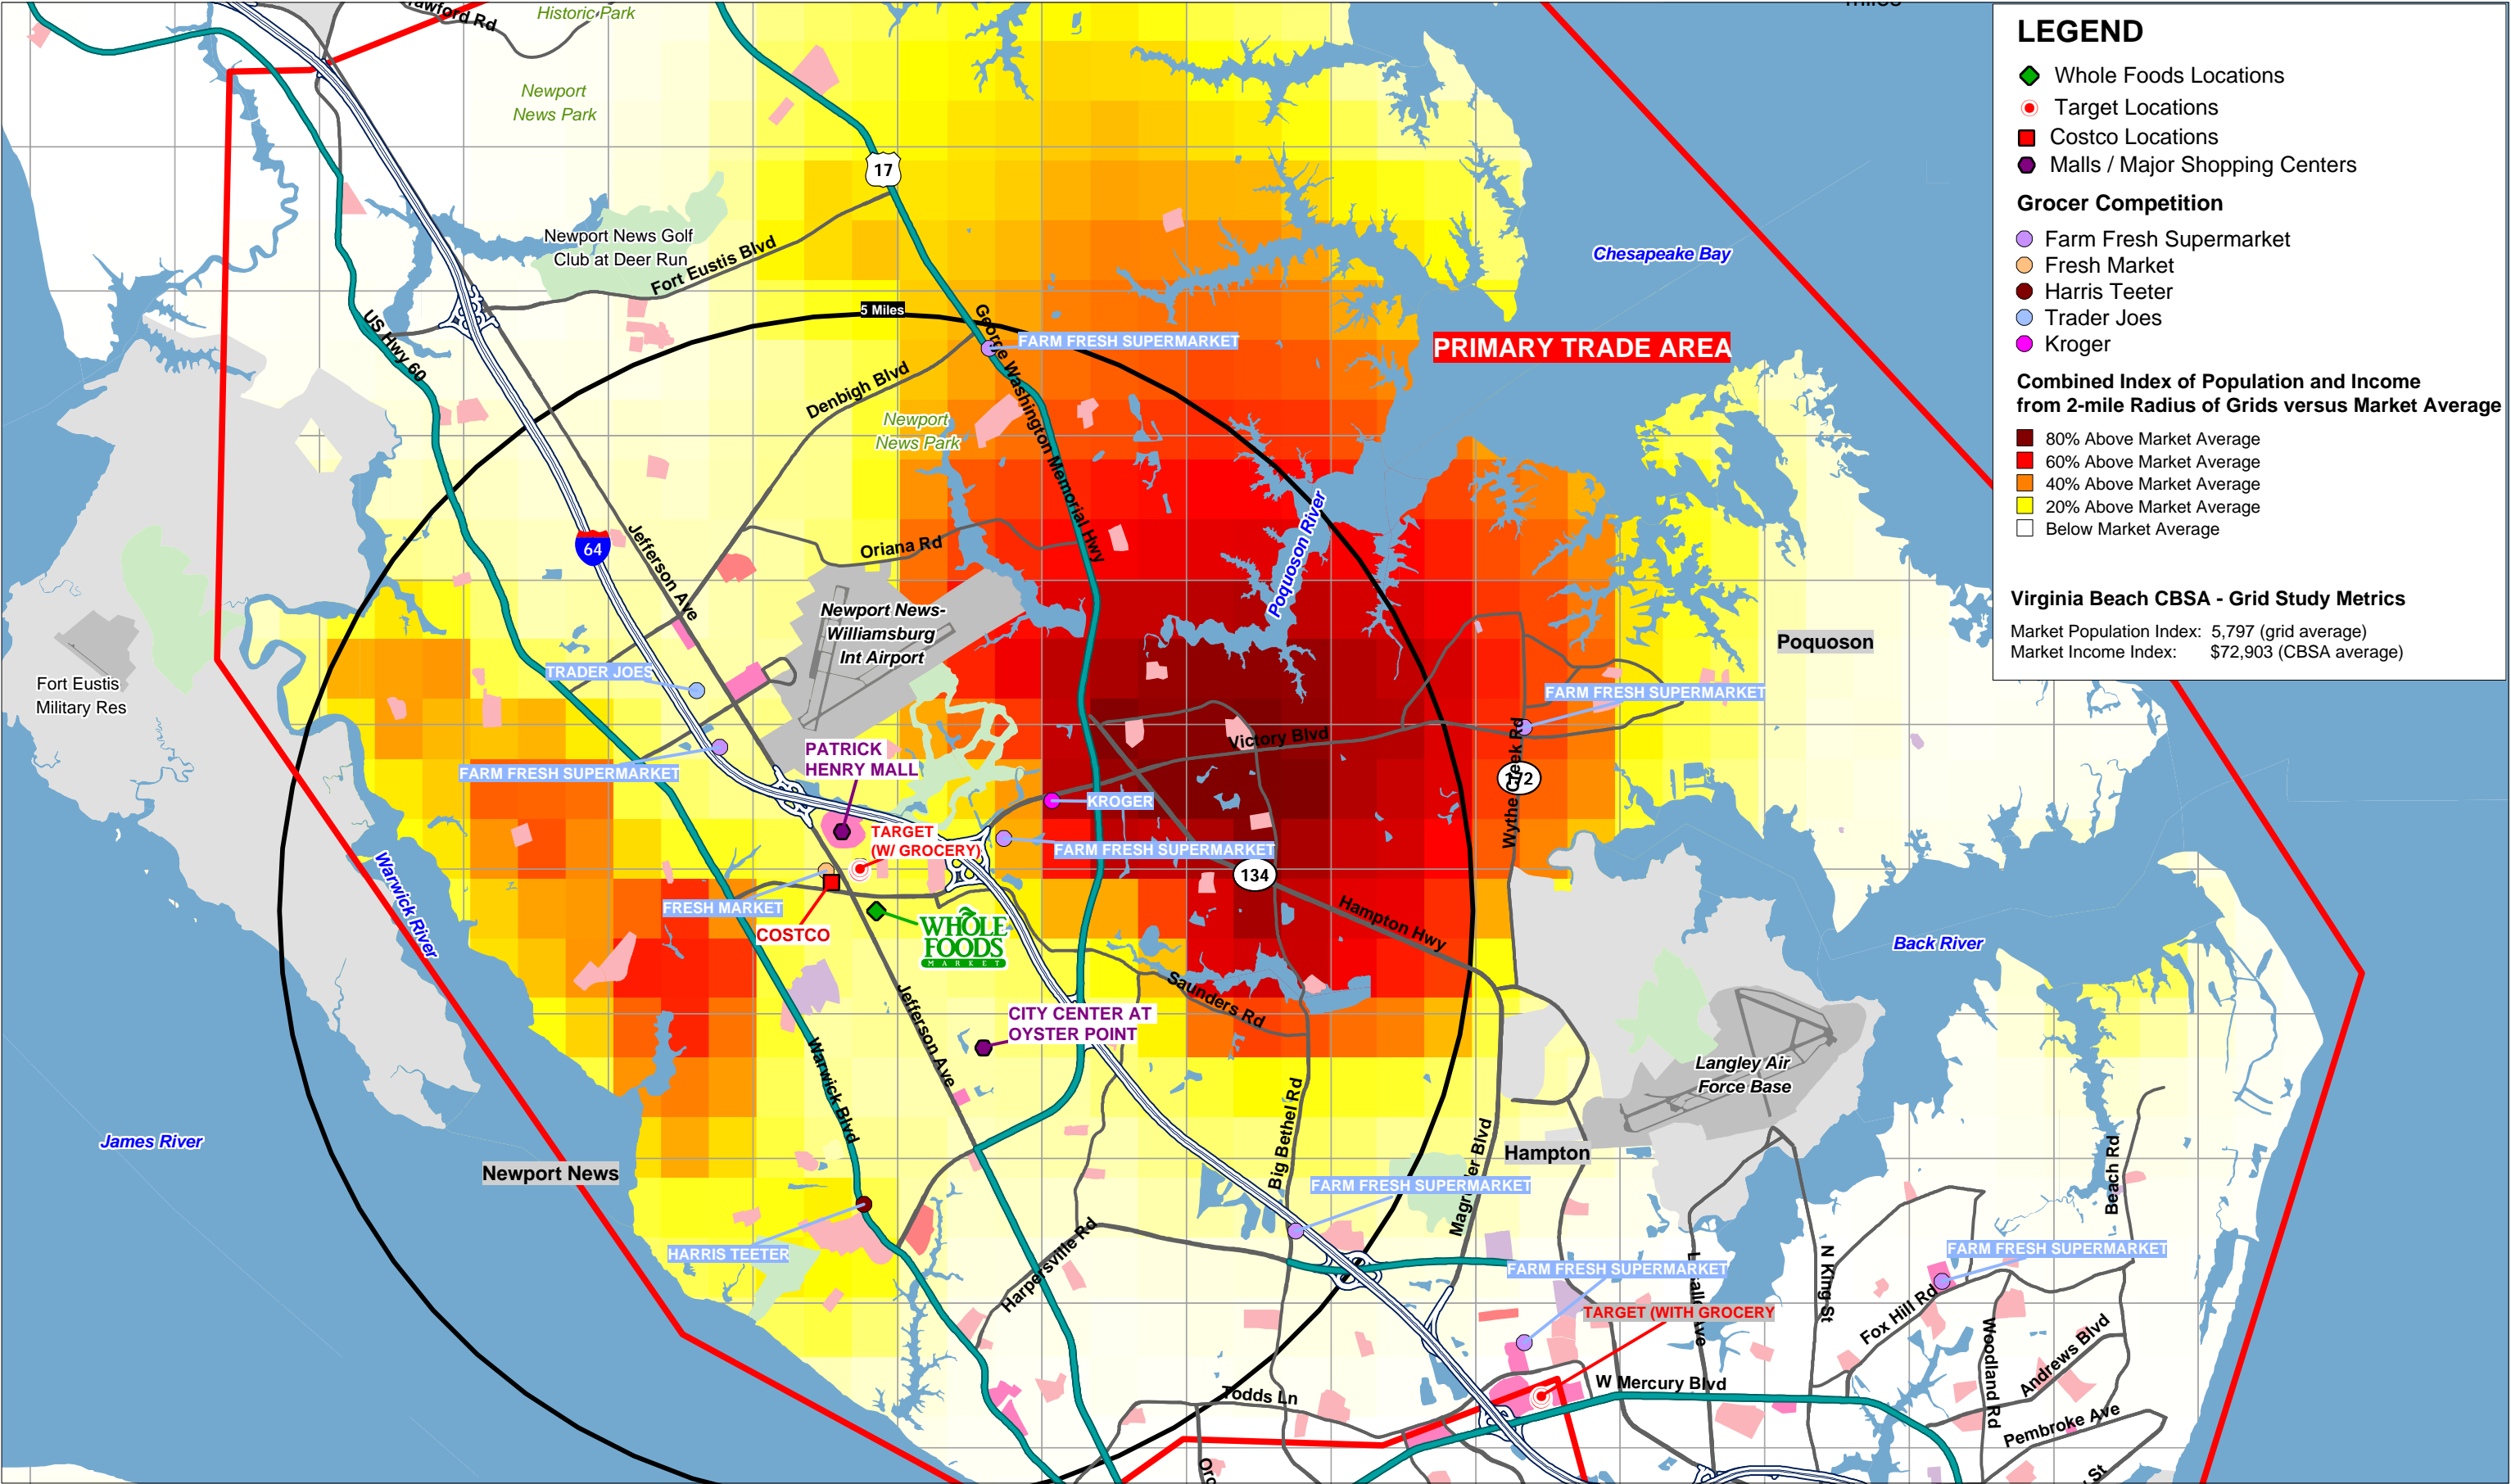 LEGEND
Whole Foods Locations
Target Locations
Costco Locations
Malls / Major Shopping Centers
Grocer Competition
Farm Fresh Supermarket
Fresh Market
Harris Teeter
Trader Joes
Kroger
Combined Index of Population and Income
from 2-mile Radius of Grids versus Market Average
80% Above Market Average
60% Above Market Average
40% Above Market Average
20% Above Market Average
Below Market Average
Virginia Beach CBSA - Grid Study Metrics
Market Population Index: 5,797 (grid average)
Market Income Index: $72,903 (CBSA average)
Historic Park
Newport
News Park
17
Newport News Golf
Club at Deer Run
Fort Eustis Blvd
Chesapeake Bay
5 Miles
US Hwy 60
George Washington Memorial Hwy
FARM FRESH SUPERMARKET
PRIMARY TRADE AREA
Denbigh Blvd
Newport
News Park
64
Jefferson Ave
Oriana Rd
Poquoson River
Newport News-
Williamsburg
Int Airport
Poquoson
Fort Eustis
Military Res
TRADER JOES
FARM FRESH SUPERMARKET
Victory Blvd
PATRICK
HENRY MALL
FARM FRESH SUPERMARKET
172
Wythe Creek Rd
KROGER
TARGET
(W/ GROCERY)
FARM FRESH SUPERMARKET
134
Warwick River
FRESH MARKET
COSTCO
WHOLE
FOODS
MARKET
Hampton Hwy
Back River
Saunders Rd
Jefferson Ave
CITY CENTER AT
OYSTER POINT
Warwick Blvd
Langley Air
Force Base
James River
Newport News
Big Bethel Rd
Hampton
Beach Rd
FARM FRESH SUPERMARKET
HARRIS TEETER
Harpersville Rd
FARM FRESH SUPERMARKET
FARM FRESH SUPERMARKET
N King St
TARGET (WITH GROCERY
Fox Hill Rd
Woodland Rd
Andrews Blvd
Todds Ln
W Mercury Blvd
Pembroke Ave